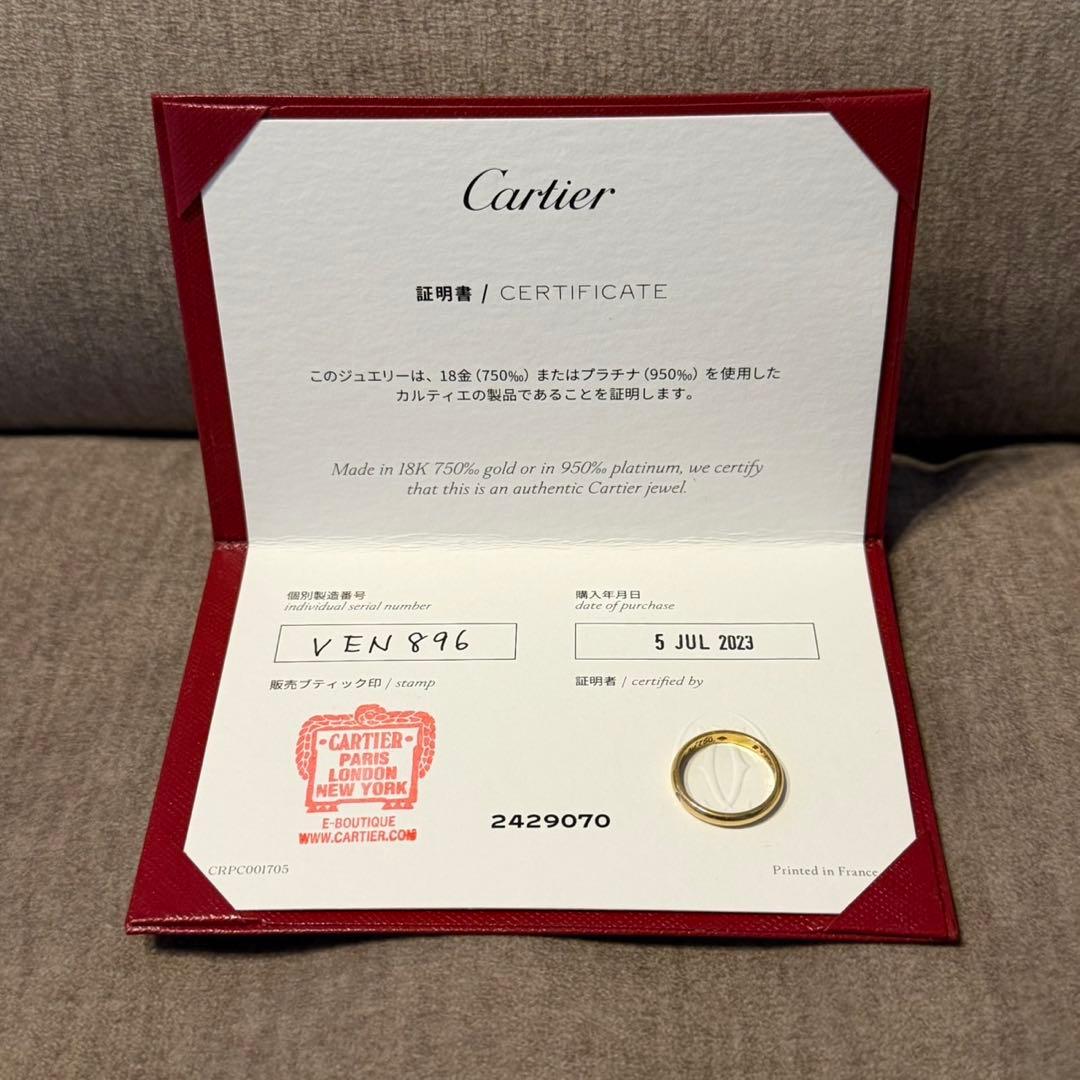 Cartier
証明書 / CERTIFICATE
このジュエリーは、18金（750‰）またはプラチナ（950‰）を使用した
カルティエの製品であることを証明します。
Made in 18K 750‰ gold or in 950‰ platinum, we certify
that this is an authentic Cartier jewel.
個別製造番号
individual serial number
VEN896
購入年月日
date of purchase
5 JUL 2023
販売ブティック印 / stamp
証明者 / certified by
·CARTIER·
PARIS
LONDON
NEW YORK
E-BOUTIQUE
WWW.CARTIER.COM
2429070
CRPC001705
Printed in France